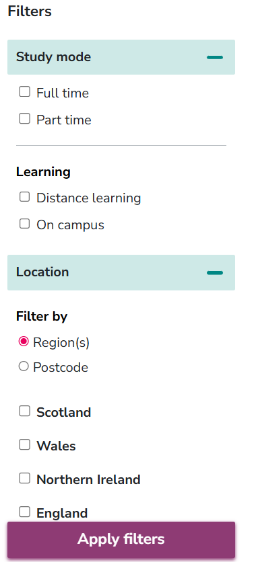 Filters
Study mode
Full time
Part time
Learning
Distance learning
On campus
Location
Filter by
Region(s)
Postcode
Scotland
Wales
Northern Ireland
England
Apply filters